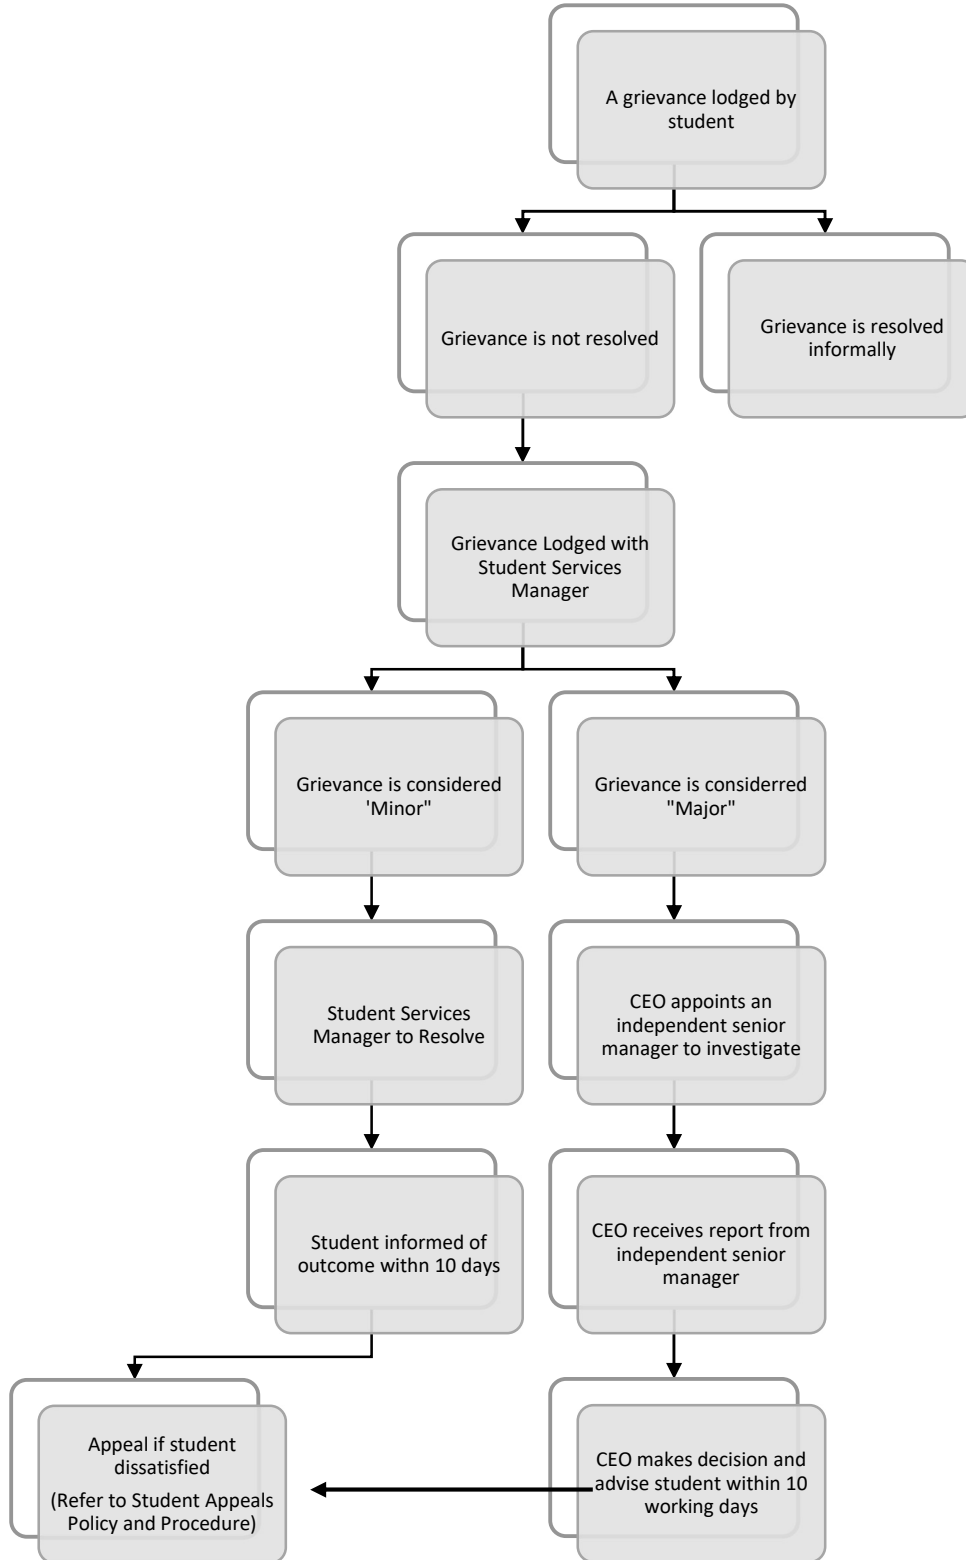 A grievance lodged by
student
Grievance is not resolved
Grievance is resolved
informally
Grievance Lodged with
Student Services
Manager
Grievance is considered
'Minor"
Grievance is considerred
"Major"
Student Services
Manager to Resolve
CEO appoints an
independent senior
manager to investigate
Student informed of
outcome withn 10 days
CEO receives report from
independent senior
manager
Appeal if student
dissatisfied
(Refer to Student Appeals
Policy and Procedure)
CEO makes decision and
advise student within 10
working days